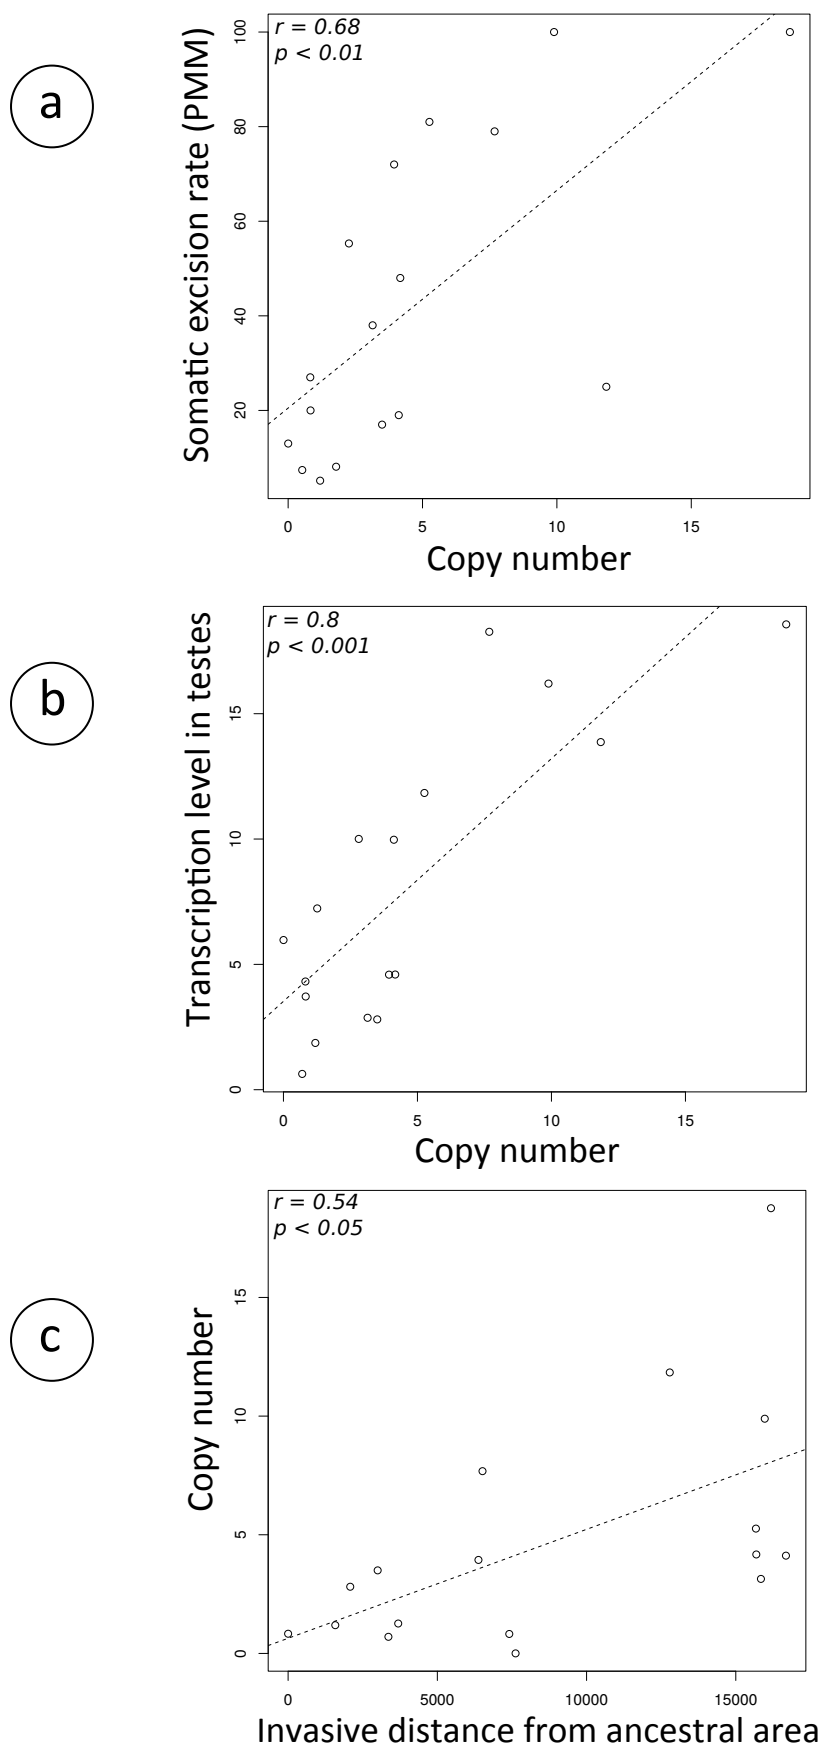 a
r = 0.68
p < 0.01
Somatic excision rate (PMM)
100
80
60
40
20
0 5 10 15
Copy number
b
r = 0.8
p < 0.001
Transcription level in testes
15
10
5
0
0 5 10 15
Copy number
c
r = 0.54
p < 0.05
Copy number
15
10
5
0
0 5000 10000 15000
Invasive distance from ancestral area